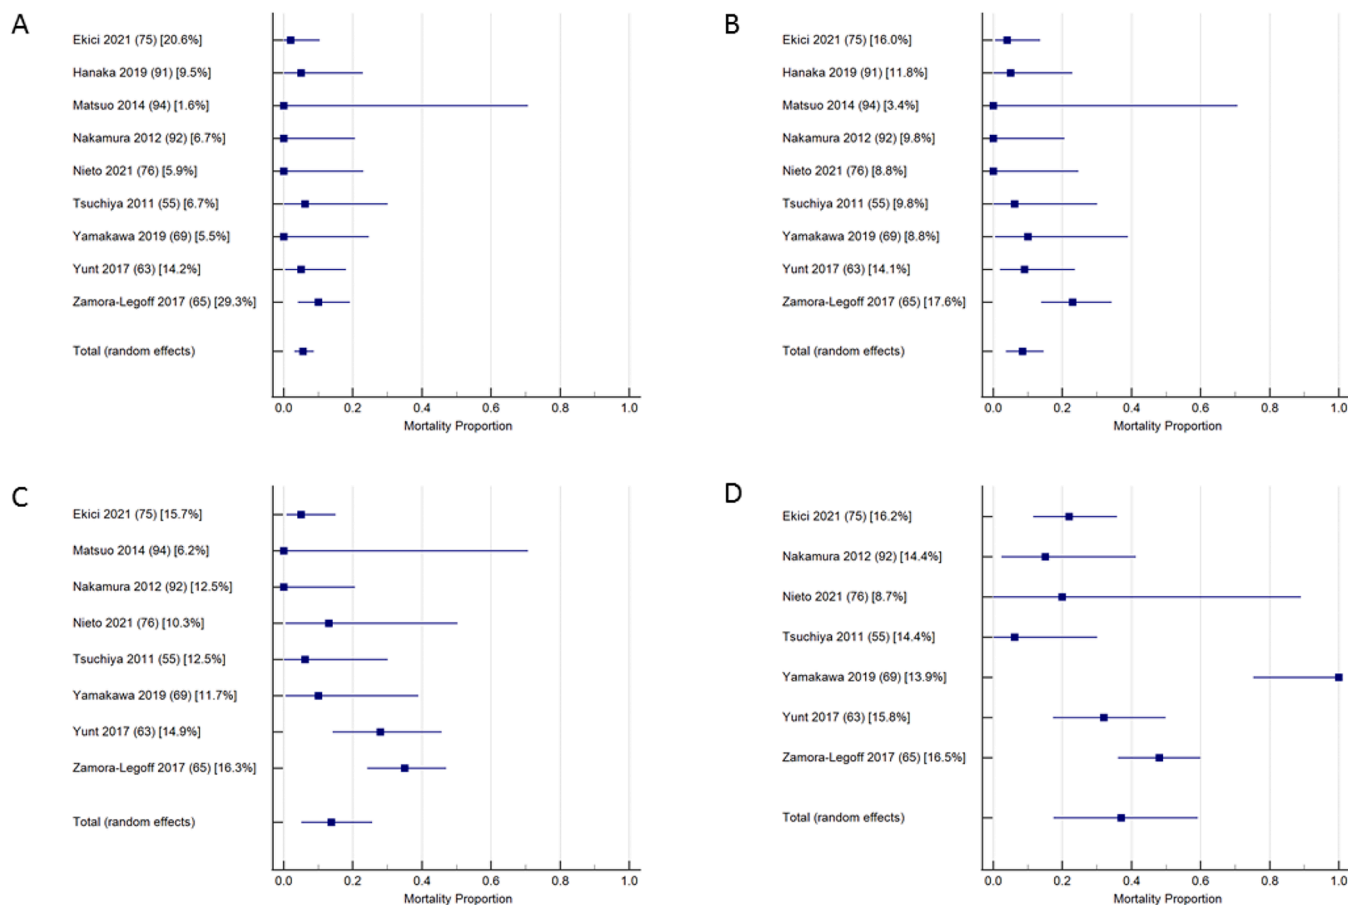 A
Ekici 2021 (75) [20.6%]
Hanaka 2019 (91) [9.5%]
Matsuo 2014 (94) [1.6%]
Nakamura 2012 (92) [6.7%]
Nieto 2021 (76) [5.9%]
Tsuchiya 2011 (55) [6.7%]
Yamakawa 2019 (69) [5.5%]
Yunt 2017 (63) [14.2%]
Zamora-Legoff 2017 (65) [29.3%]
Total (random effects)
0.0 0.2 0.4 0.6 0.8 1.0
Mortality Proportion
B
Ekici 2021 (75) [16.0%]
Hanaka 2019 (91) [11.8%]
Matsuo 2014 (94) [3.4%]
Nakamura 2012 (92) [9.8%]
Nieto 2021 (76) [8.8%]
Tsuchiya 2011 (55) [9.8%]
Yamakawa 2019 (69) [8.8%]
Yunt 2017 (63) [14.1%]
Zamora-Legoff 2017 (65) [17.6%]
Total (random effects)
0.0 0.2 0.4 0.6 0.8 1.0
Mortality Proportion
C
Ekici 2021 (75) [15.7%]
Matsuo 2014 (94) [6.2%]
Nakamura 2012 (92) [12.5%]
Nieto 2021 (76) [10.3%]
Tsuchiya 2011 (55) [12.5%]
Yamakawa 2019 (69) [11.7%]
Yunt 2017 (63) [14.9%]
Zamora-Legoff 2017 (65) [16.3%]
Total (random effects)
0.0 0.2 0.4 0.6 0.8 1.0
Mortality Proportion
D
Ekici 2021 (75) [16.2%]
Nakamura 2012 (92) [14.4%]
Nieto 2021 (76) [8.7%]
Tsuchiya 2011 (55) [14.4%]
Yamakawa 2019 (69) [13.9%]
Yunt 2017 (63) [15.8%]
Zamora-Legoff 2017 (65) [16.5%]
Total (random effects)
0.0 0.2 0.4 0.6 0.8 1.0
Mortality Proportion